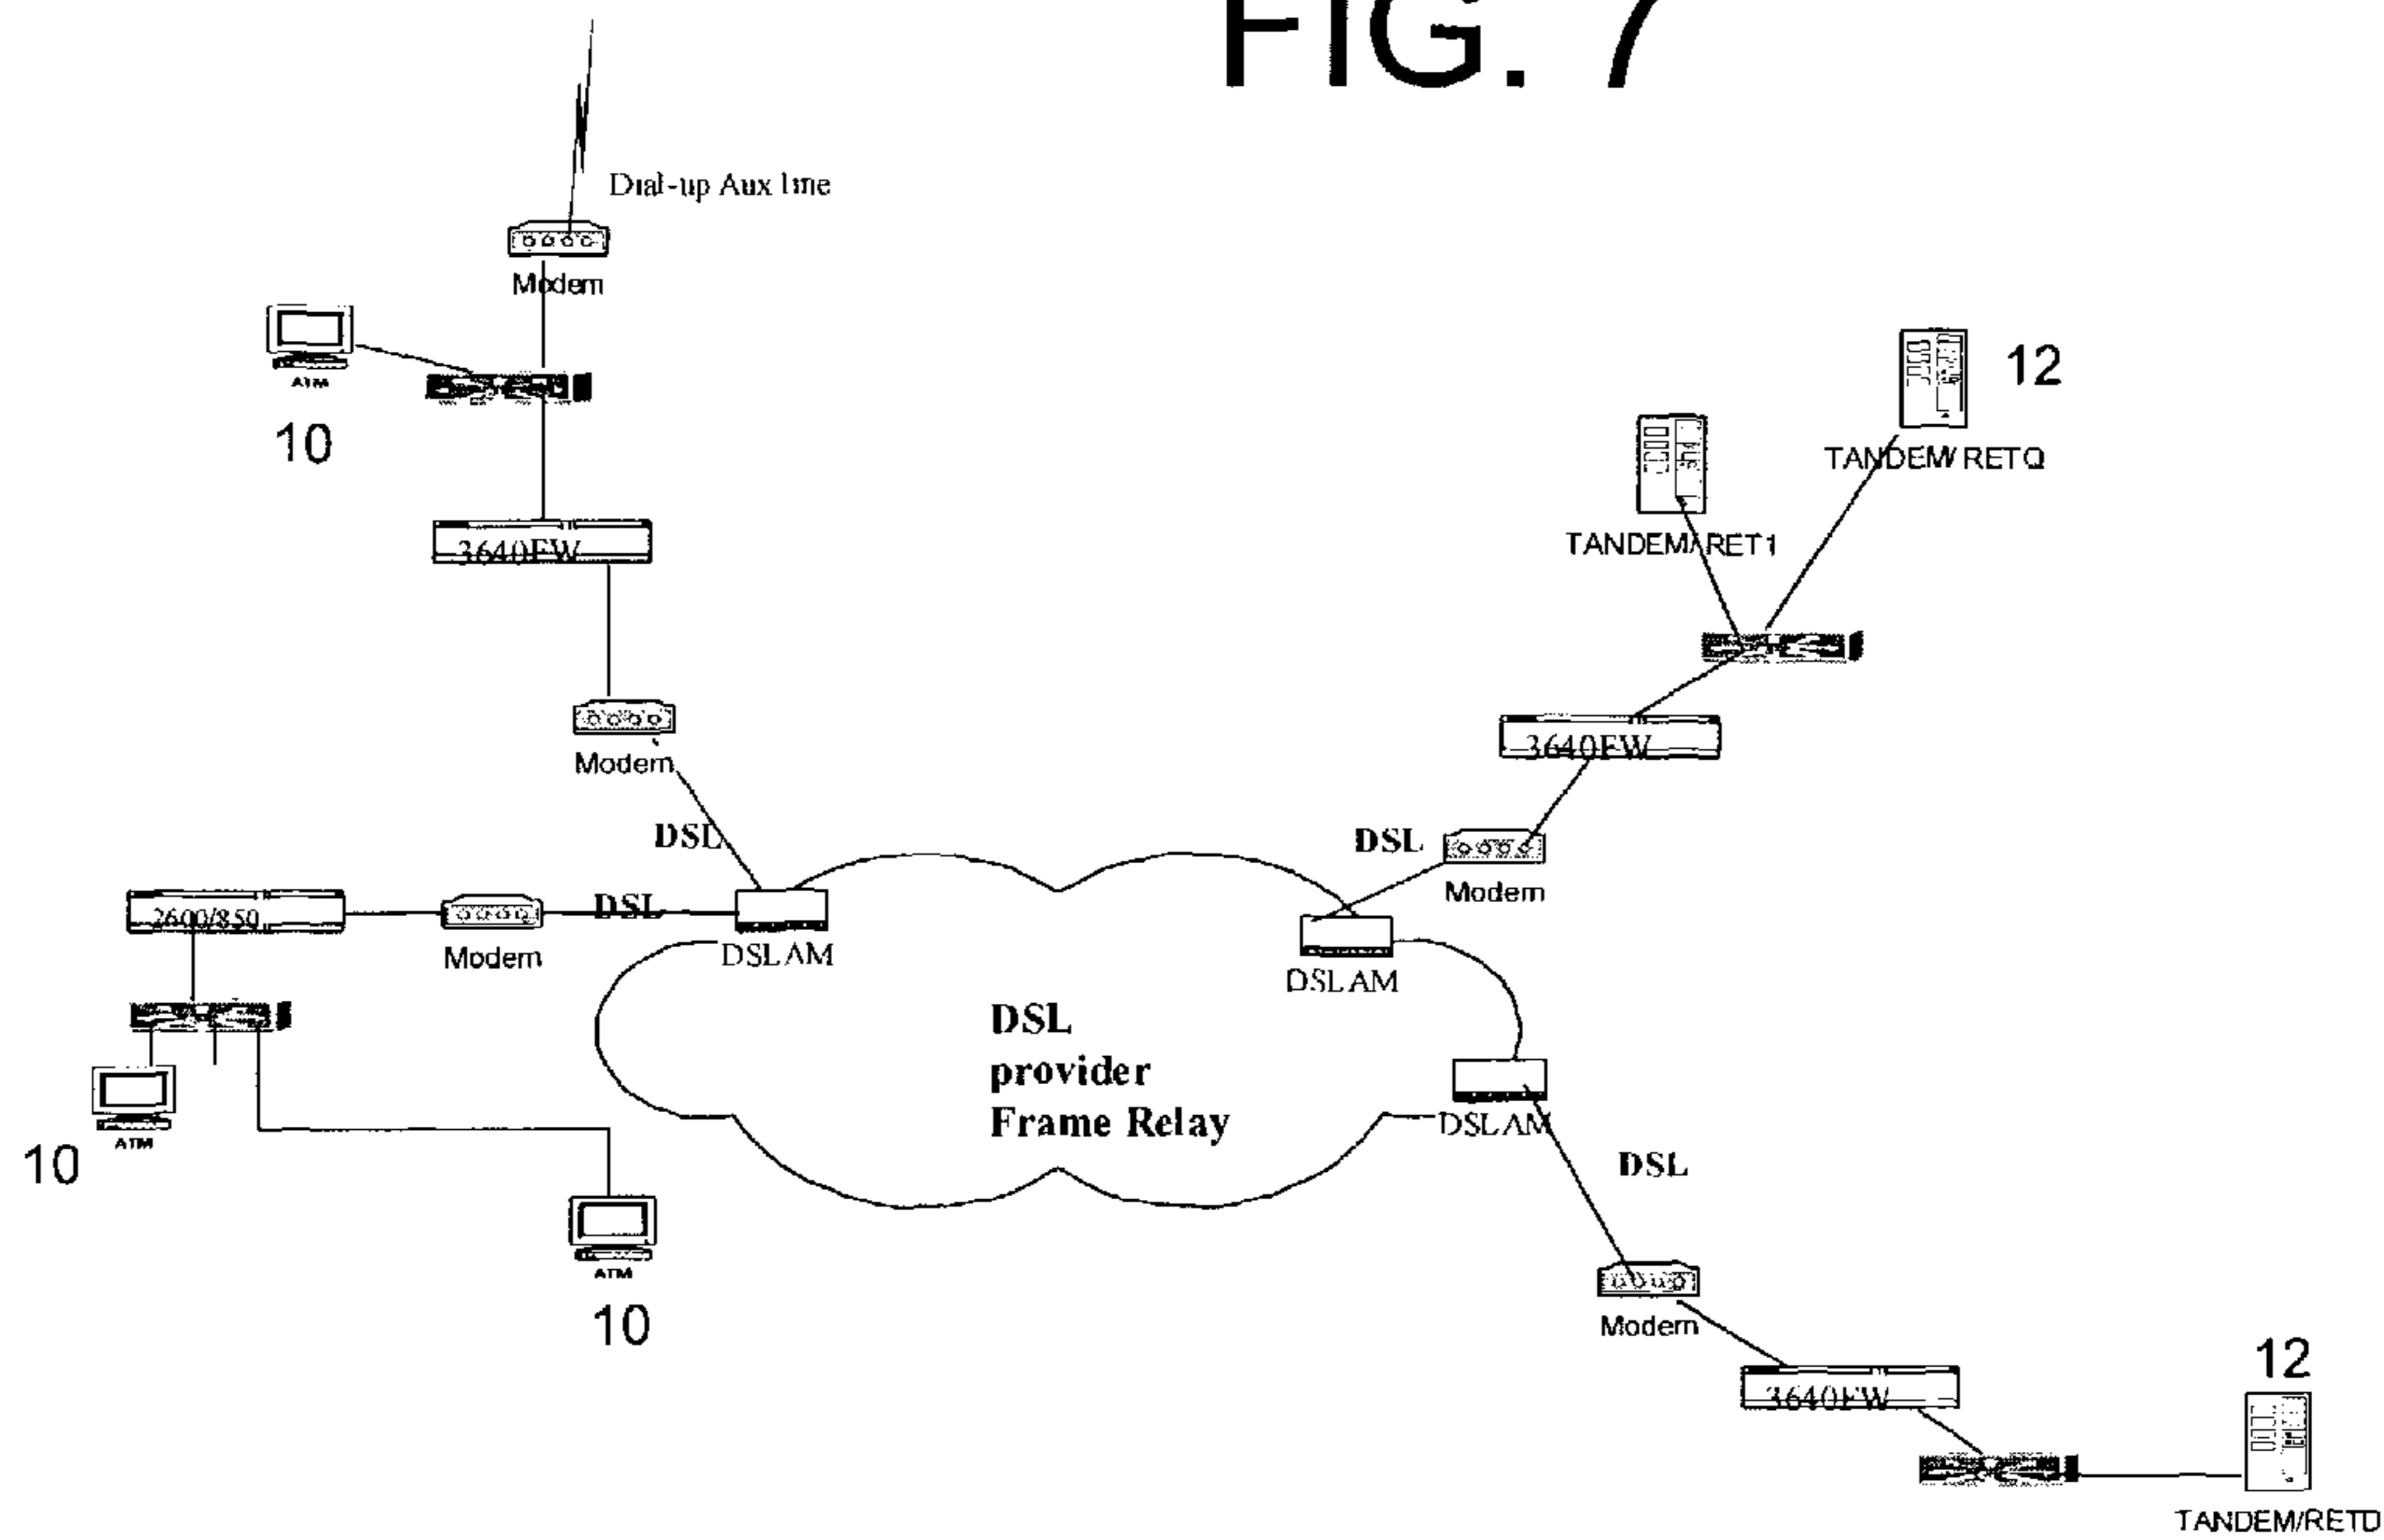 FIG. 7
Dial-up Aux line
Modem
ATM
10
12
TANDEM/ RETQ
TANDEM/ RET1
3640FW
3640FW
Modem
DSL
DSL
Modem
2600/850
Modem
DSL
DSLAM
DSLAM
DSL
provider
Frame Relay
DSLAM
DSL
ATM
10
ATM
10
Modem
3640FW
12
TANDEM/RETD